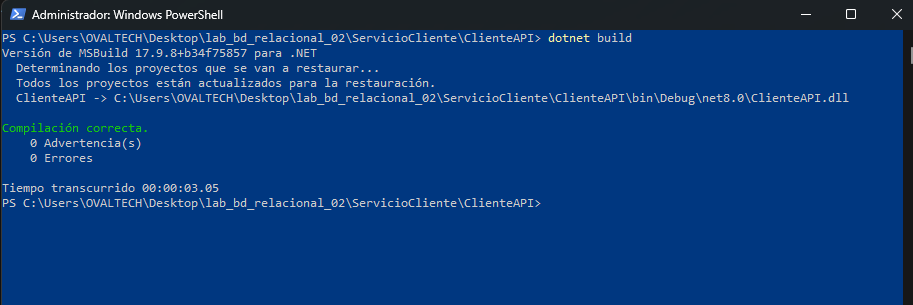 Administrador: Windows PowerShell
PS C:\Users\OVALTECH\Desktop\lab_bd_relacional_02\ServicioCliente\ClienteAPI> dotnet build
Versión de MSBuild 17.9.8+b34f75857 para .NET
  Determinando los proyectos que se van a restaurar...
  Todos los proyectos están actualizados para la restauración.
  ClienteAPI -> C:\Users\OVALTECH\Desktop\lab_bd_relacional_02\ServicioCliente\ClienteAPI\bin\Debug\net8.0\ClienteAPI.dll
Compilación correcta.
    0 Advertencia(s)
    0 Errores
Tiempo transcurrido 00:00:03.05
PS C:\Users\OVALTECH\Desktop\lab_bd_relacional_02\ServicioCliente\ClienteAPI>